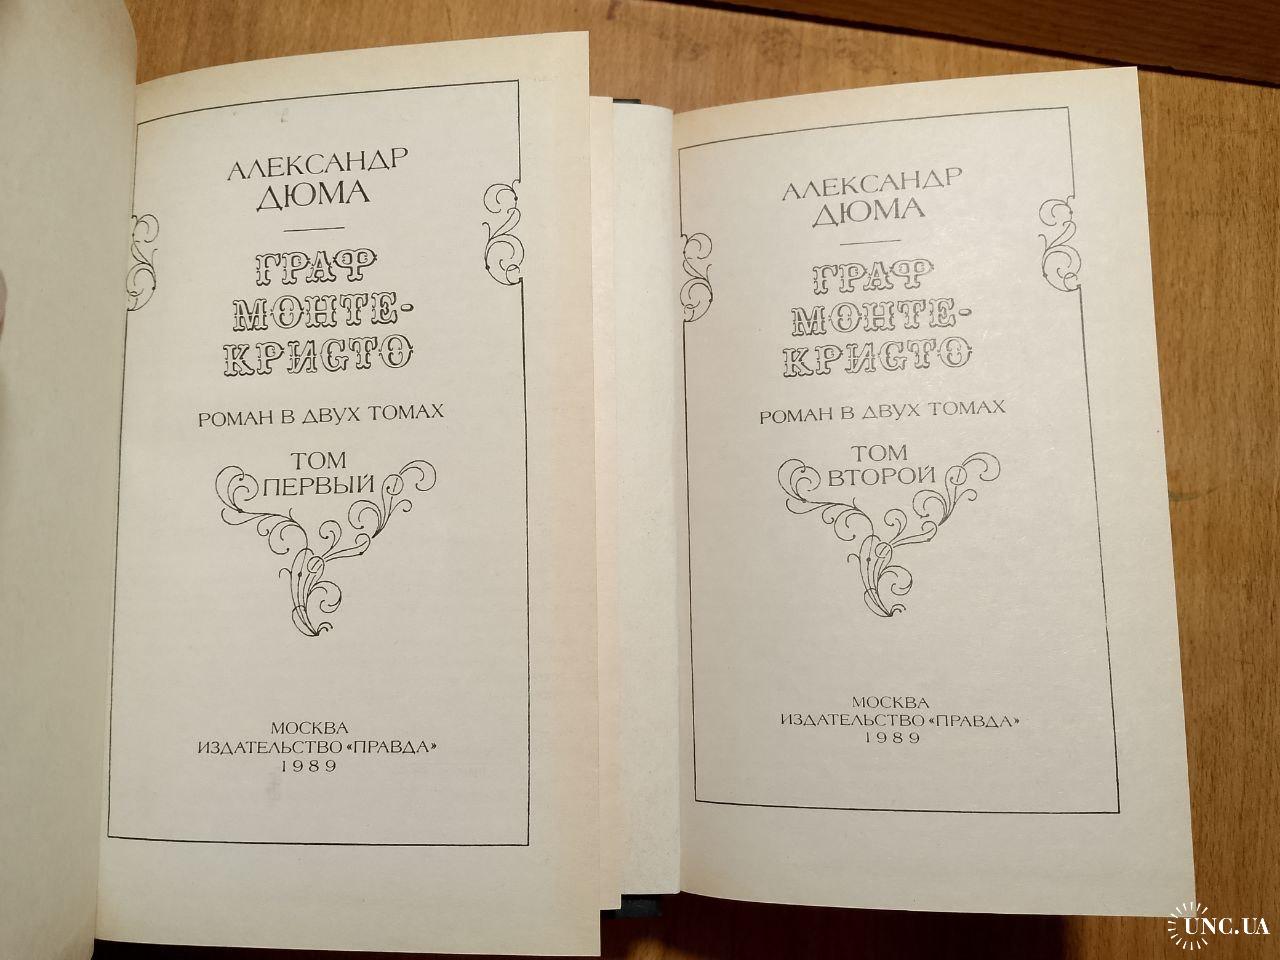 АЛЕКСАНДР
ДЮМА
ГРАФ
МОНТЕ-
КРИСТО
РОМАН В ДВУХ ТОМАХ
ТОМ
ПЕРВЫЙ
МОСКВА
ИЗДАТЕЛЬСТВО «ПРАВДА»
1989
АЛЕКСАНДР
ДЮМА
ГРАФ
МОНТЕ-
КРИСТО
РОМАН В ДВУХ ТОМАХ
ТОМ
ВТОРОЙ
МОСКВА
ИЗДАТЕЛЬСТВО «ПРАВДА»
1989
UNC.UA